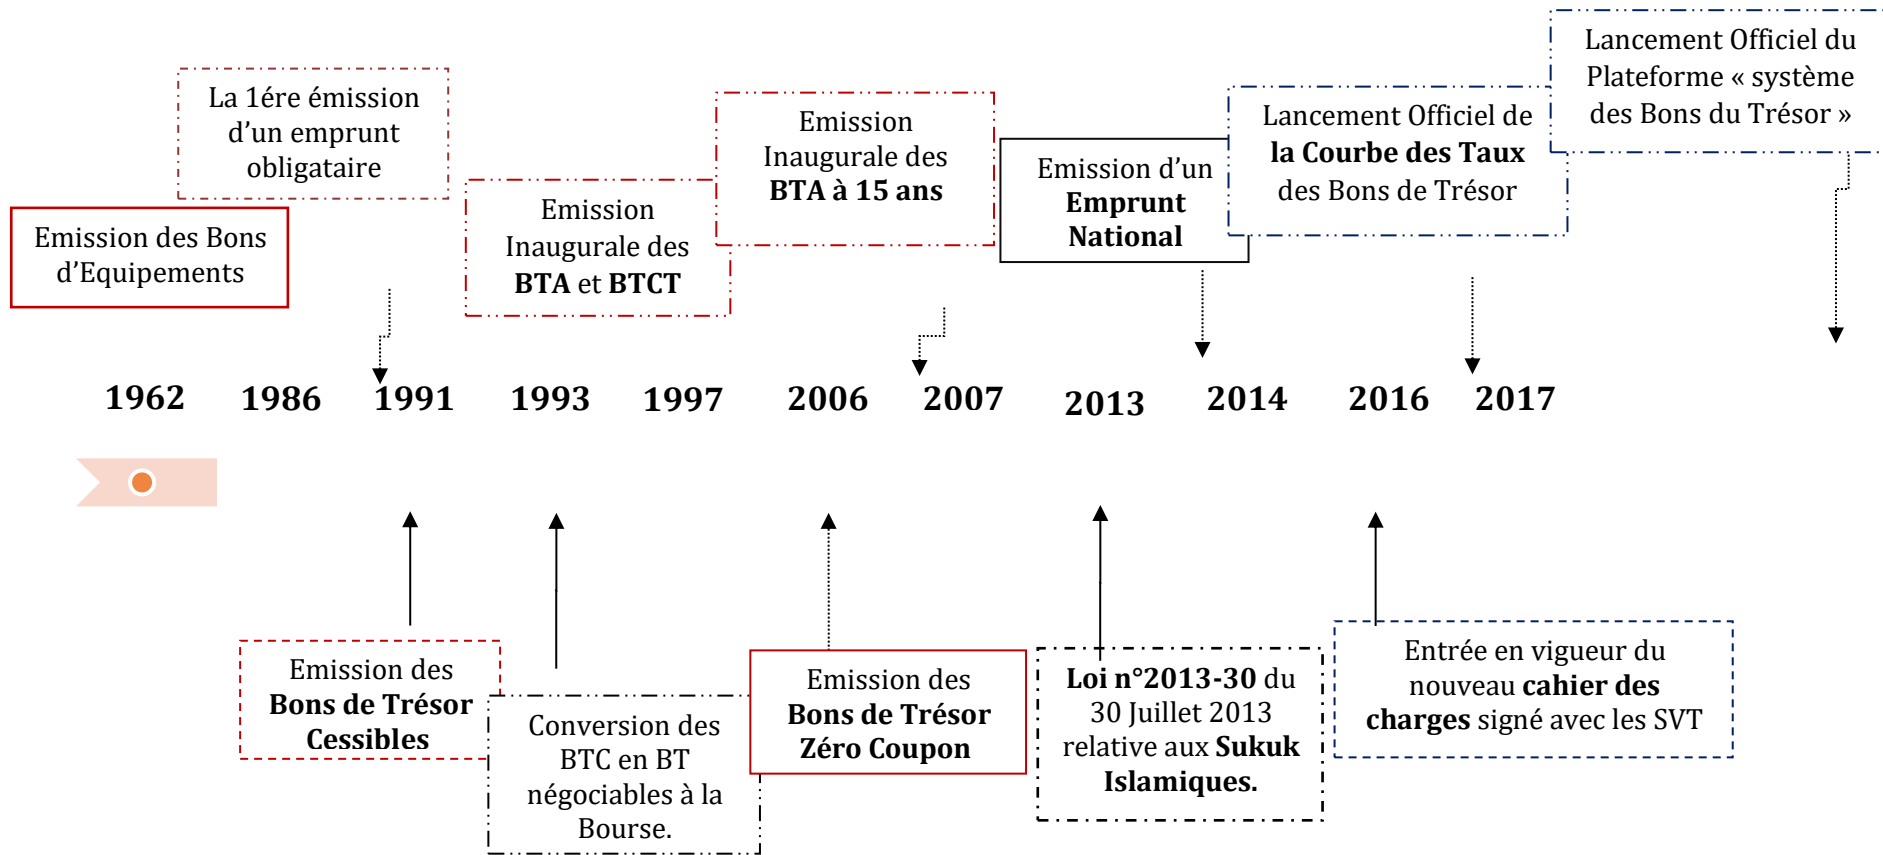 Emission des Bons
d’Equipements
La 1ére émission
d’un emprunt
obligataire
Emission
Inaugurale des
BTA et BTCT
Emission
Inaugurale des
BTA à 15 ans
Emission d’un
Emprunt
National
Lancement Officiel de
la Courbe des Taux
des Bons de Trésor
Lancement Officiel du
Plateforme « système
des Bons du Trésor »
1962 1986 1991 1993 1997 2006 2007 2013 2014 2016 2017
Emission des
Bons de Trésor
Cessibles
Conversion des
BTC en BT
négociables à la
Bourse.
Emission des
Bons de Trésor
Zéro Coupon
Loi n°2013-30 du
30 Juillet 2013
relative aux Sukuk
Islamiques.
Entrée en vigueur du
nouveau cahier des
charges signé avec les SVT